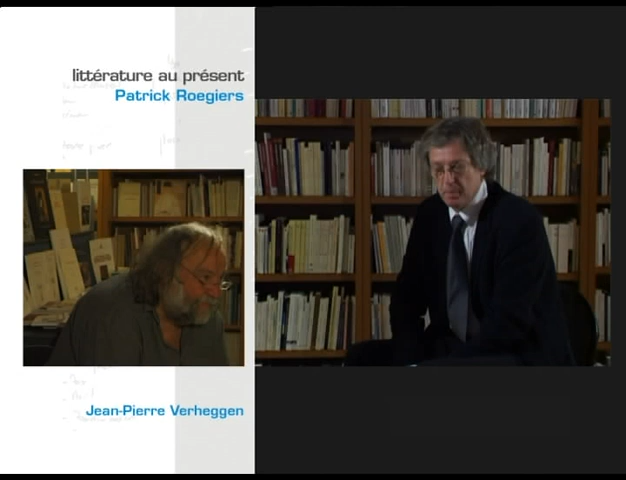 littérature au présent
Patrick Roegiers
Jean-Pierre Verheggen